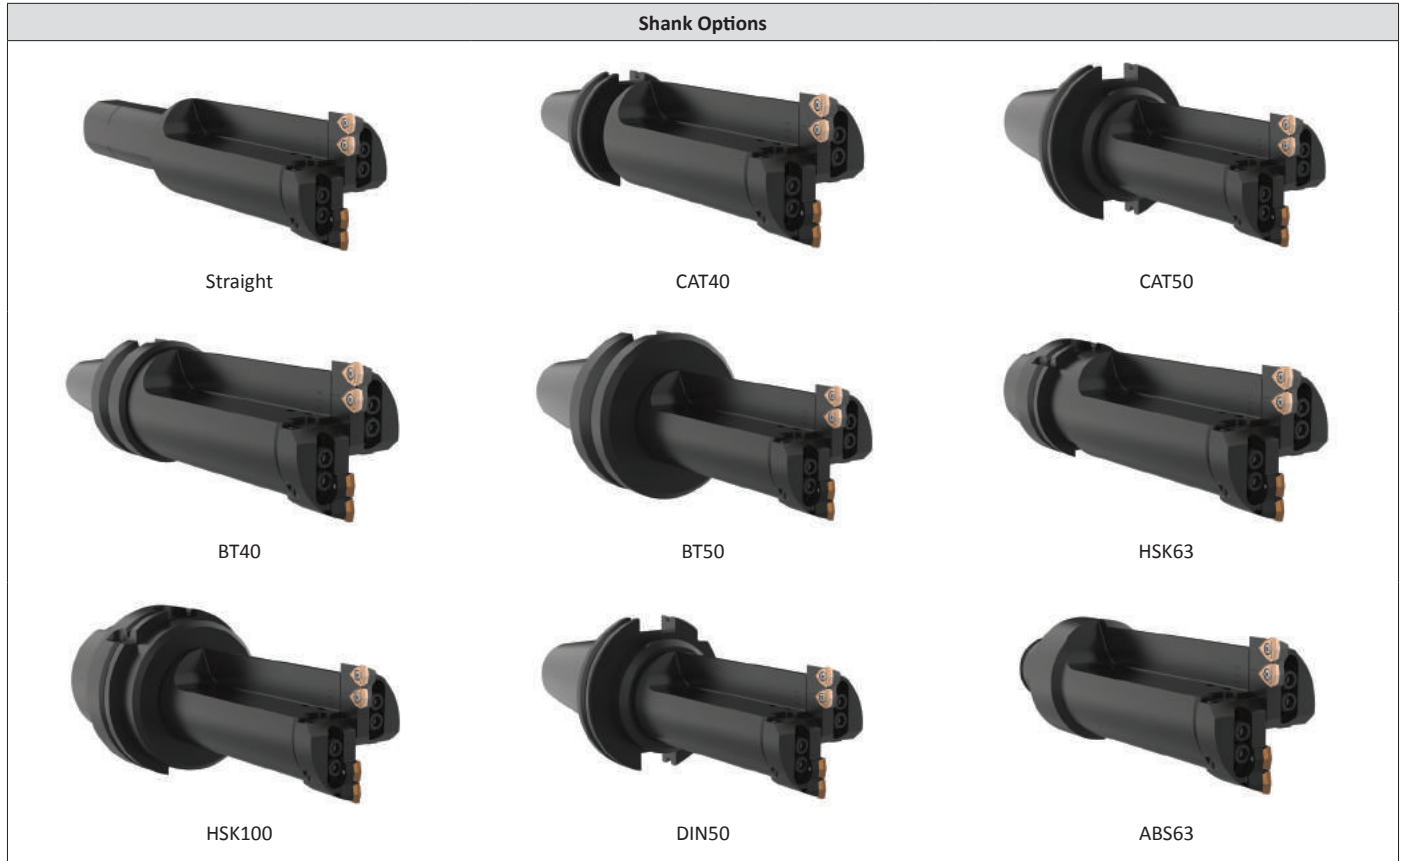 Shank Options
Straight
CAT40
CAT50
BT40
BT50
HSK63
HSK100
DIN50
ABS63